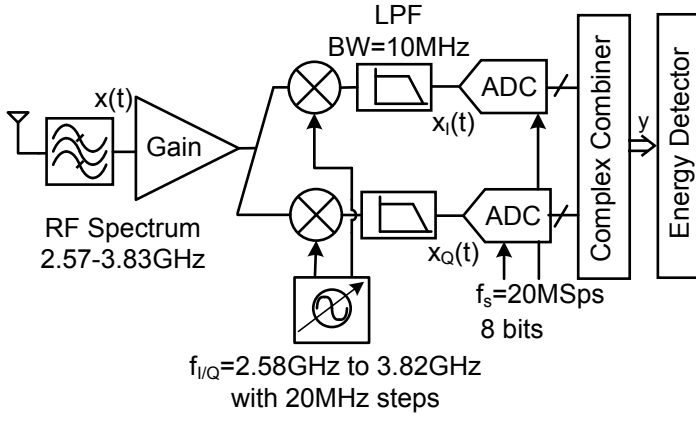 LPF
BW=10MHz
x(t)
Gain
ADC
x_I(t)
RF Spectrum
2.57-3.83GHz
ADC
x_Q(t)
f_s=20MSps
8 bits
f_I/Q=2.58GHz to 3.82GHz
with 20MHz steps
Complex Combiner
y
Energy Detector